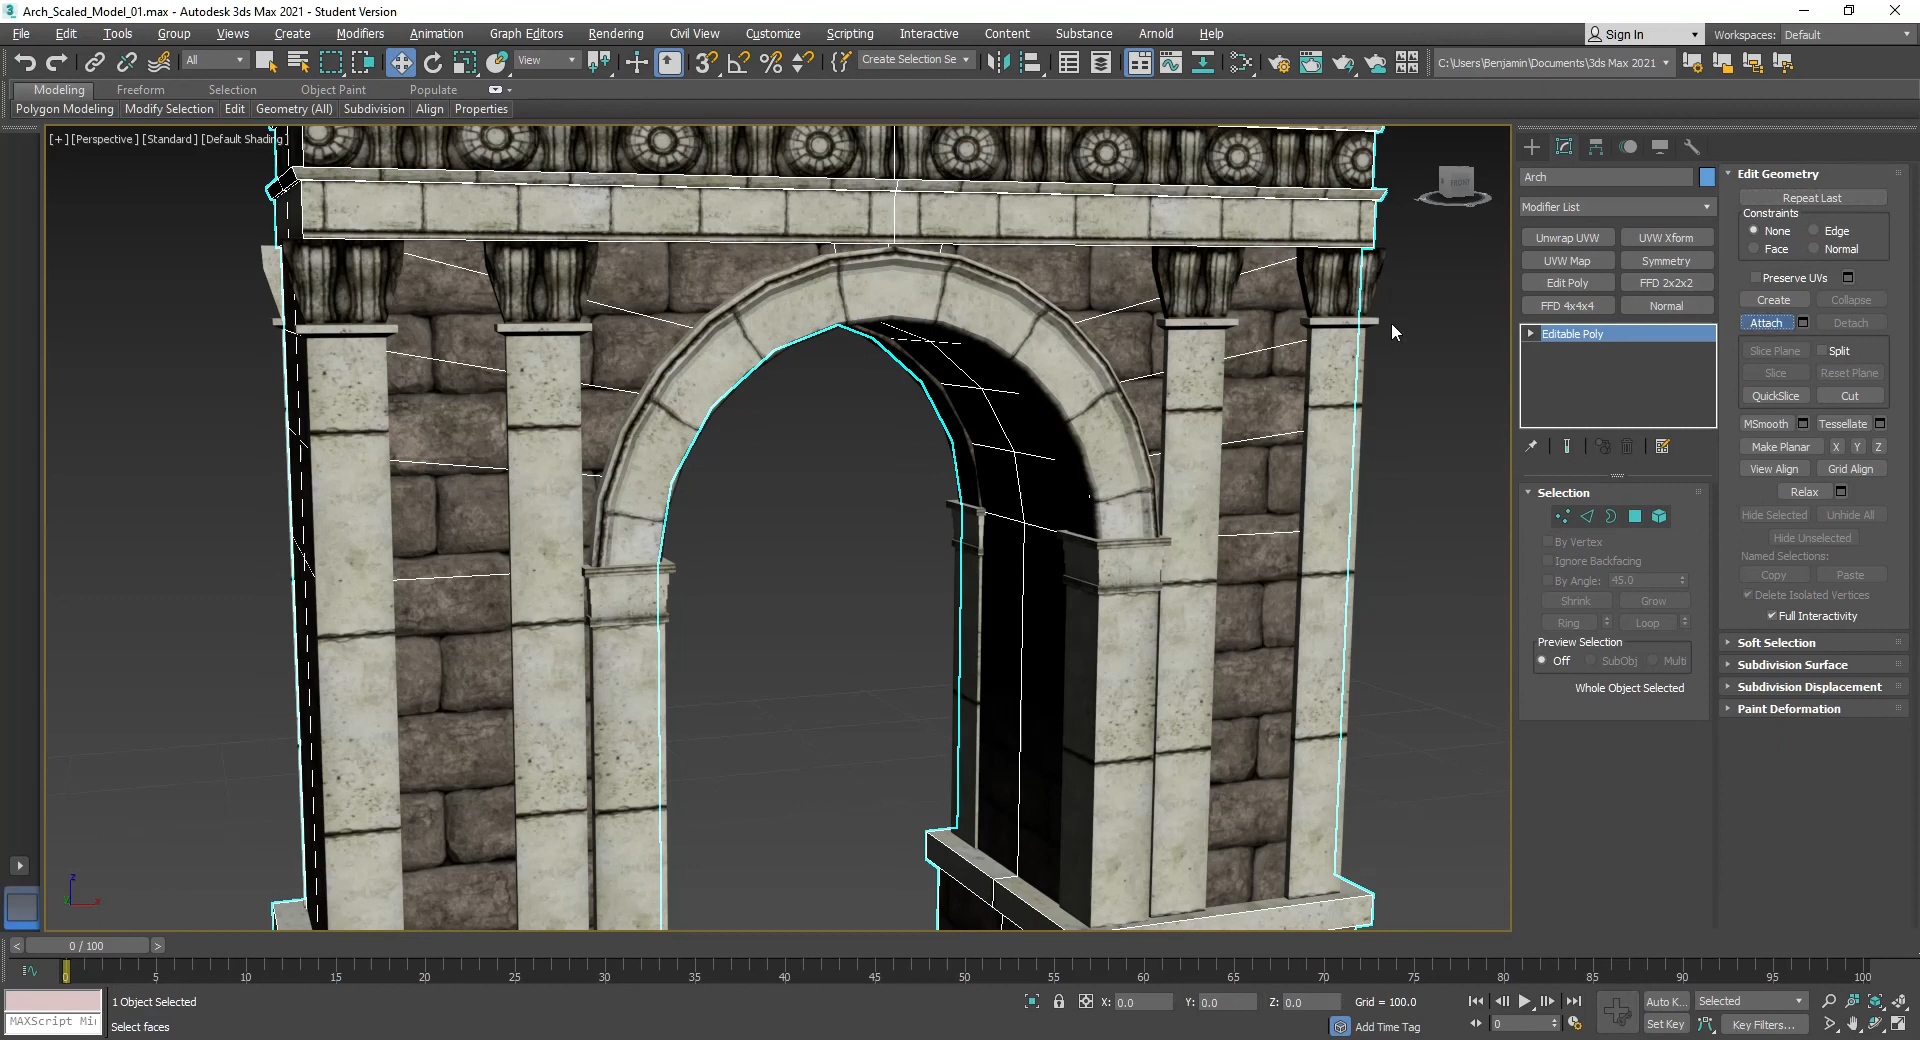 Arch_Scaled_Model_01.max - Autodesk 3ds Max 2021 - Student Version
File Edit Tools Group Views Create Modifiers Animation Graph Editors Rendering Civil View Customize Scripting Interactive Content Substance Arnold Help Sign In Workspaces: Default
All View Create Selection Se C:\Users\Benjamin\Documents\3ds Max 2021
Modeling Freeform Selection Object Paint Populate
Polygon Modeling Modify Selection Edit Geometry (All) Subdivision Align Properties
[+] [Perspective] [Standard] [Default Shading]
FRONT
Arch
Modifier List
Unwrap UVW UVW Xform
UVW Map Symmetry
Edit Poly FFD 2x2x2
FFD 4x4x4 Normal
Editable Poly
Selection
By Vertex
Ignore Backfacing
By Angle: 45.0
Shrink Grow
Ring Loop
Preview Selection
Off SubObj Multi
Whole Object Selected
Edit Geometry
Repeat Last
Constraints
None Edge
Face Normal
Preserve UVs
Create Collapse
Attach Detach
Slice Plane Split
Slice Reset Plane
QuickSlice Cut
MSmooth Tessellate
Make Planar X Y Z
View Align Grid Align
Relax
Hide Selected Unhide All
Hide Unselected
Named Selections:
Copy Paste
Delete Isolated Vertices
Full Interactivity
Soft Selection
Subdivision Surface
Subdivision Displacement
Paint Deformation
z
x
y
< 0 / 100 >
0 5 10 15 20 25 30 35 40 45 50 55 60 65 70 75 80 85 90 95 100
1 Object Selected X: 0.0 Y: 0.0 Z: 0.0 Grid = 100.0 Auto K... Selected
MAXScript Mi
Select faces Add Time Tag 0 Set Key Key Filters...